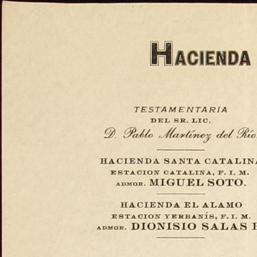 HACIENDA
TESTAMENTARIA
DEL SR. LIC.
D. Pablo Martínez del Río
HACIENDA SANTA CATALINA
ESTACION CATALINA, F. I. M.
ADMOR. MIGUEL SOTO.
HACIENDA EL ALAMO
ESTACION YERBANÍS, F. I. M.
ADMOR. DIONISIO SALAS